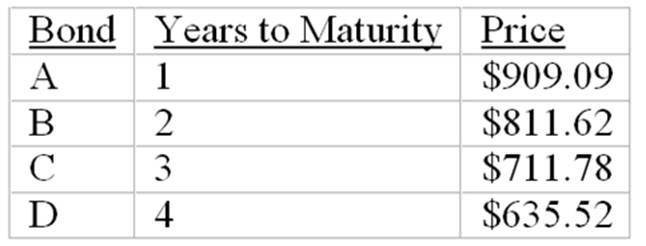 Bond Years to Maturity Price
A 1 $909.09
B 2 $811.62
C 3 $711.78
D 4 $635.52